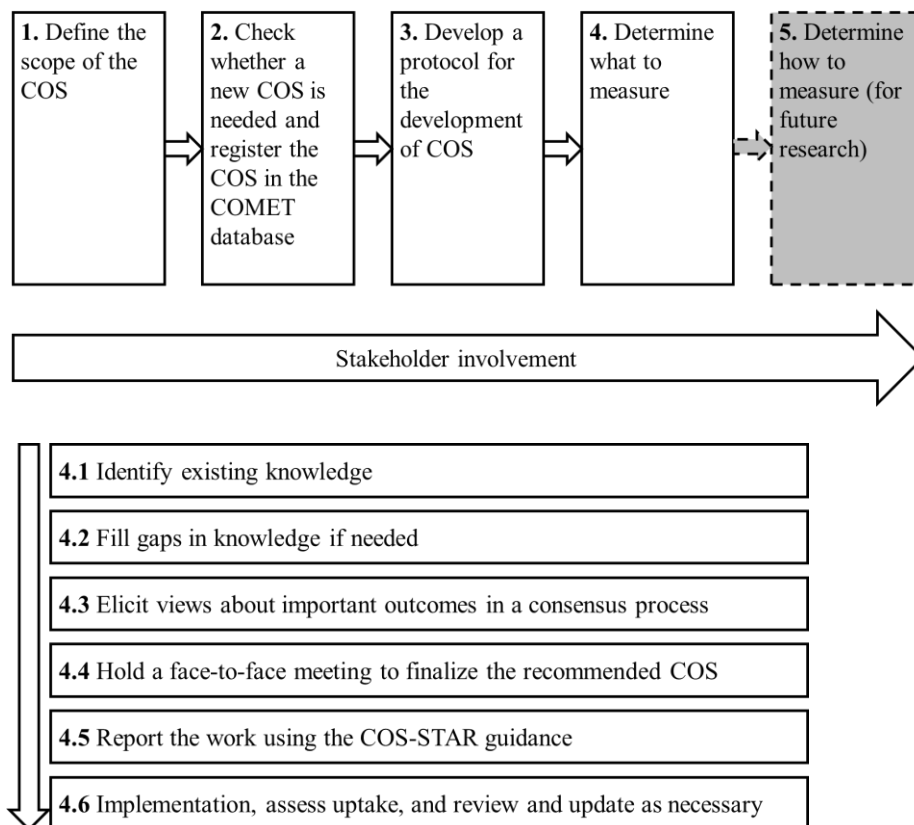 1. Define the
scope of the
COS
2. Check
whether a
new COS is
needed and
register the
COS in the
COMET
database
3. Develop a
protocol for
the
development
of COS
4. Determine
what to
measure
5. Determine
how to
measure (for
future
research)
Stakeholder involvement
4.1 Identify existing knowledge
4.2 Fill gaps in knowledge if needed
4.3 Elicit views about important outcomes in a consensus process
4.4 Hold a face-to-face meeting to finalize the recommended COS
4.5 Report the work using the COS-STAR guidance
4.6 Implementation, assess uptake, and review and update as necessary